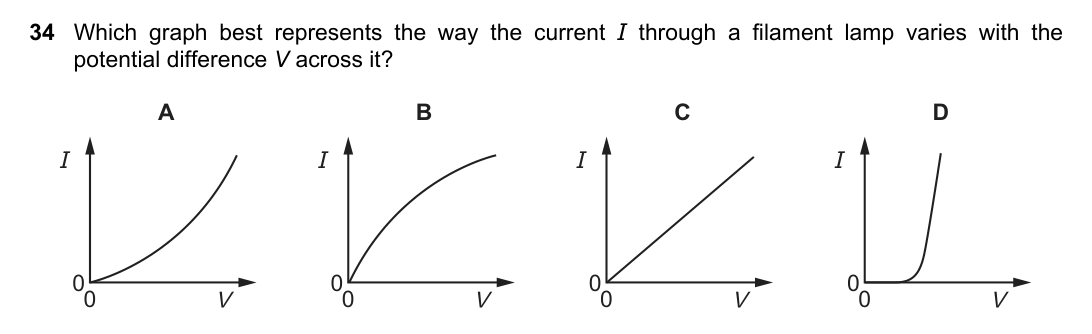 34 Which graph best represents the way the current I through a filament lamp varies with the
potential difference V across it?
A B C D
I I I I
0 0 0 0
0 V 0 V 0 V 0 V